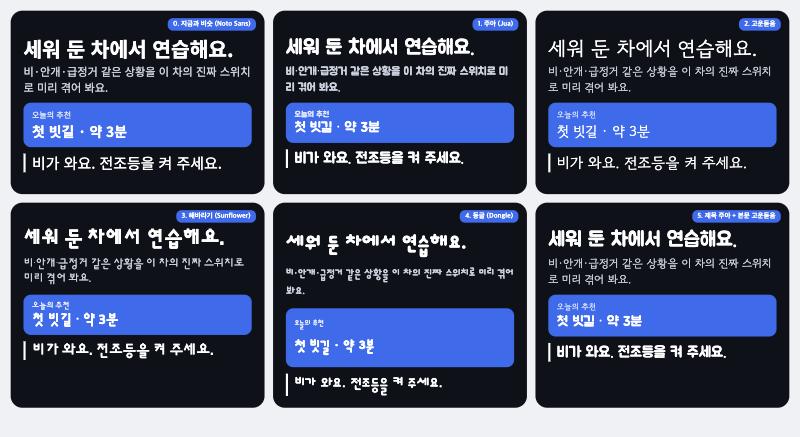 0. 지금과 비슷 (Noto Sans)
세워 둔 차에서 연습해요.
비·안개·급정거 같은 상황을 이 차의 진짜 스위치
로 미리 겪어 봐요.
오늘의 추천
첫 빗길 · 약 3분
비가 와요. 전조등을 켜 주세요.
1. 주아 (Jua)
세워 둔 차에서 연습해요.
비·안개·급정거 같은 상황을 이 차의 진짜 스위치로 미
리 겪어 봐요.
오늘의 추천
첫 빗길 · 약 3분
비가 와요. 전조등을 켜 주세요.
2. 고운돋움
세워 둔 차에서 연습해요.
비·안개·급정거 같은 상황을 이 차의 진짜 스위치
로 미리 겪어 봐요.
오늘의 추천
첫 빗길 · 약 3분
비가 와요. 전조등을 켜 주세요.
3. 해바라기 (Sunflower)
세워 둔 차에서 연습해요.
비·안개·급정거 같은 상황을 이 차의 진짜 스위치로
미리 겪어 봐요.
오늘의 추천
첫 빗길 · 약 3분
비가 와요. 전조등을 켜 주세요.
4. 동글 (Dongle)
세워 둔 차에서 연습해요.
비·안개·급정거 같은 상황을 이 차의 진짜 스위치로 미리 겪어
봐요.
오늘의 추천
첫 빗길 · 약 3분
비가 와요. 전조등을 켜 주세요.
5. 제목 주아 + 본문 고운돋움
세워 둔 차에서 연습해요.
비·안개·급정거 같은 상황을 이 차의 진짜 스위치
로 미리 겪어 봐요.
오늘의 추천
첫 빗길 · 약 3분
비가 와요. 전조등을 켜 주세요.